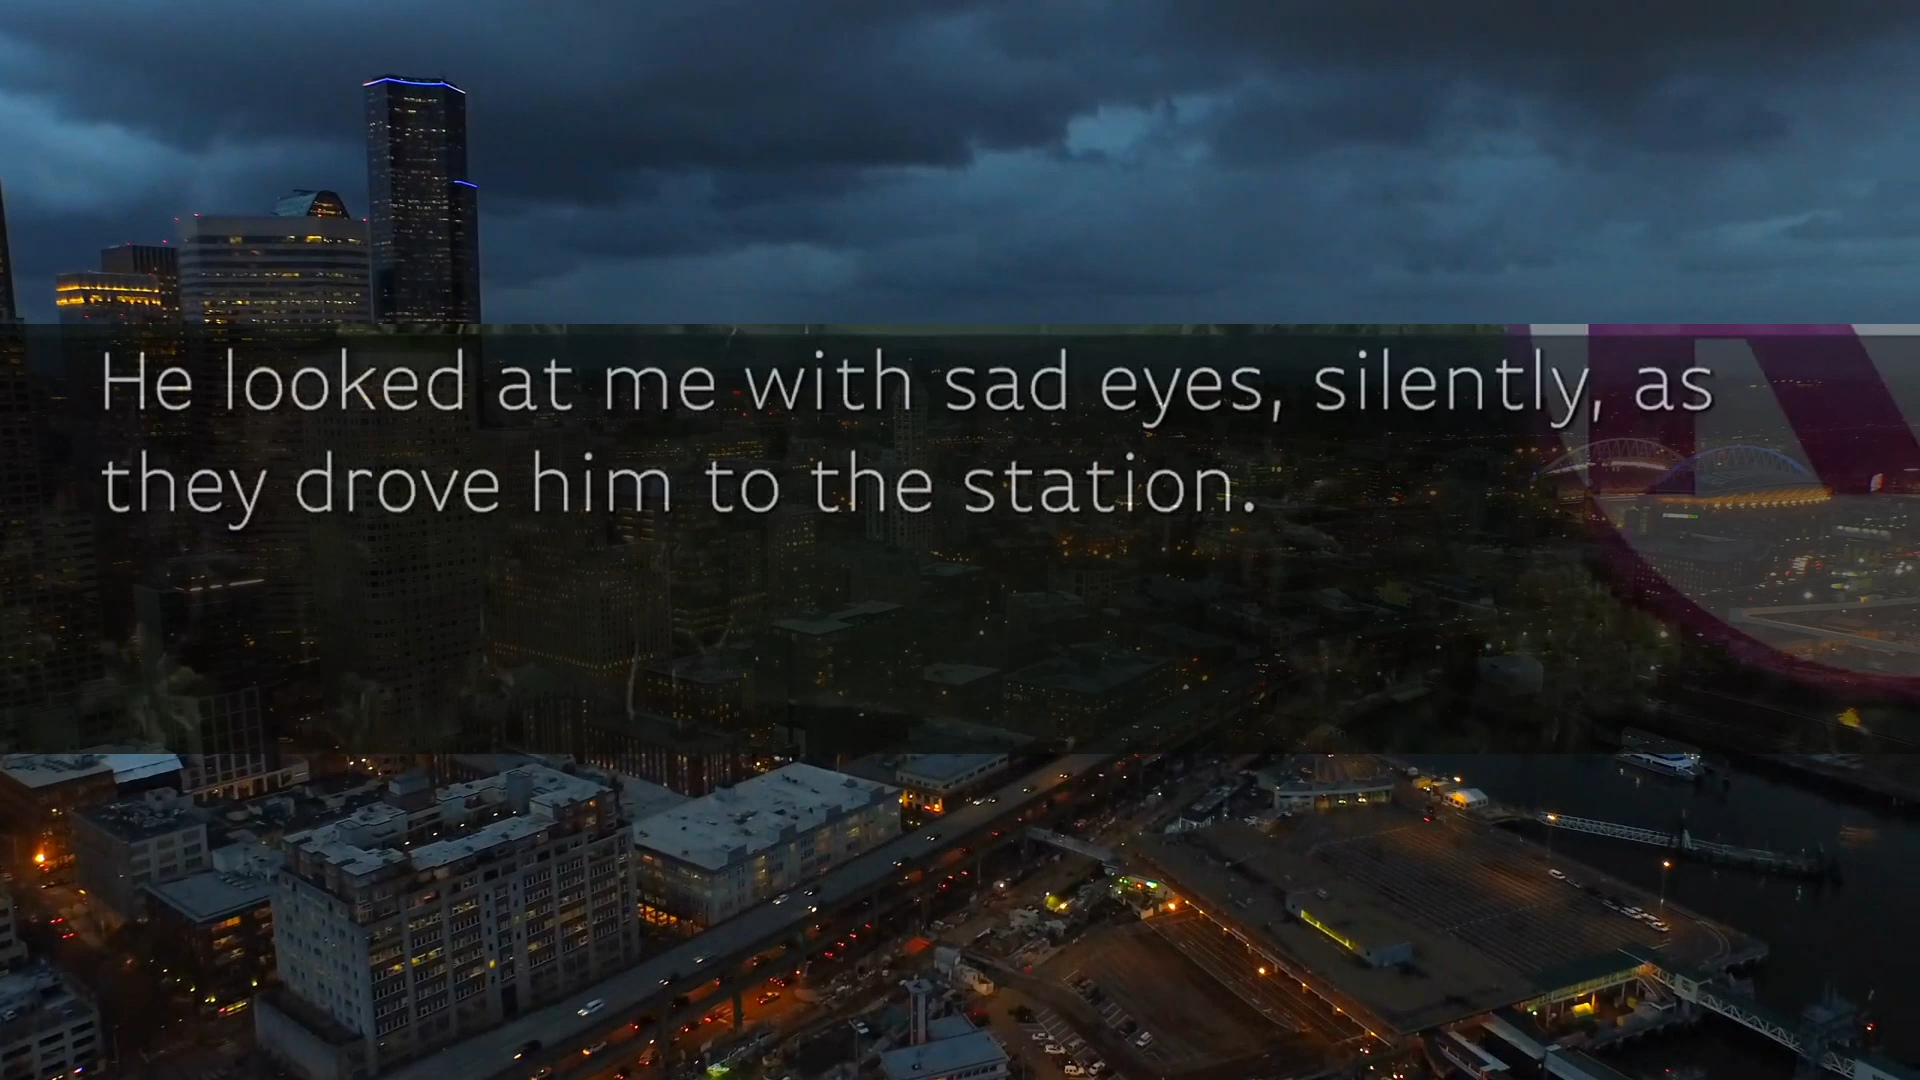 He looked at me with sad eyes, silently, as
they drove him to the station.